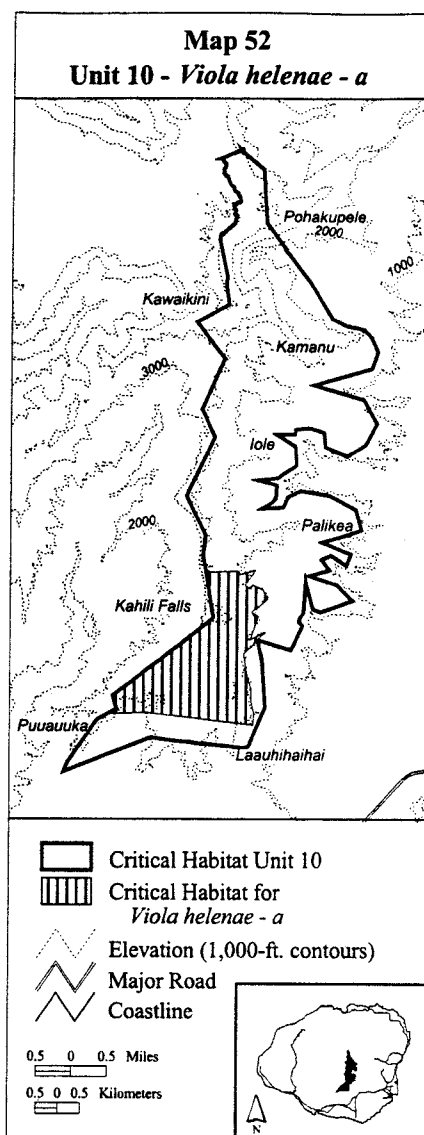 Map 52
Unit 10 - Viola helenae - a
Pohakupele
2000
1000
Kawaikini
Kamanu
3000
Iole
2000
Palikea
Kahili Falls
Puuauuka
Laauhihaihai
Critical Habitat Unit 10
Critical Habitat for
Viola helenae - a
Elevation (1,000-ft. contours)
Major Road
Coastline
0.5 0 0.5 Miles
0.5 0 0.5 Kilometers
N